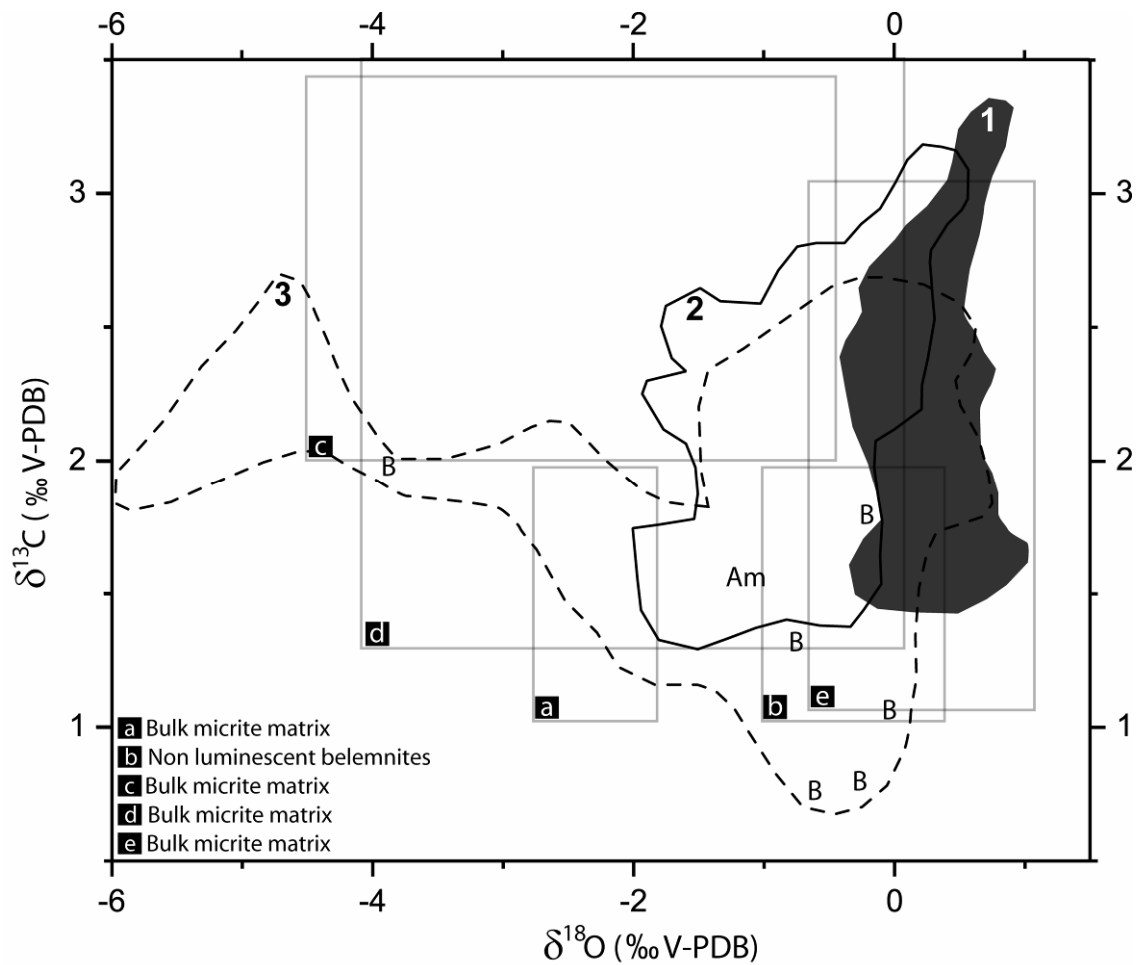 -6 -4 -2 0
1
3 3
3 2
c
B
2 2
B
Am
d B
e
a b B
1 1
a Bulk micrite matrix
b Non luminescent belemnites
B B
c Bulk micrite matrix
d Bulk micrite matrix
e Bulk micrite matrix
-6 -4 -2 0
δ18O (‰ V-PDB)
δ13C (‰ V-PDB)